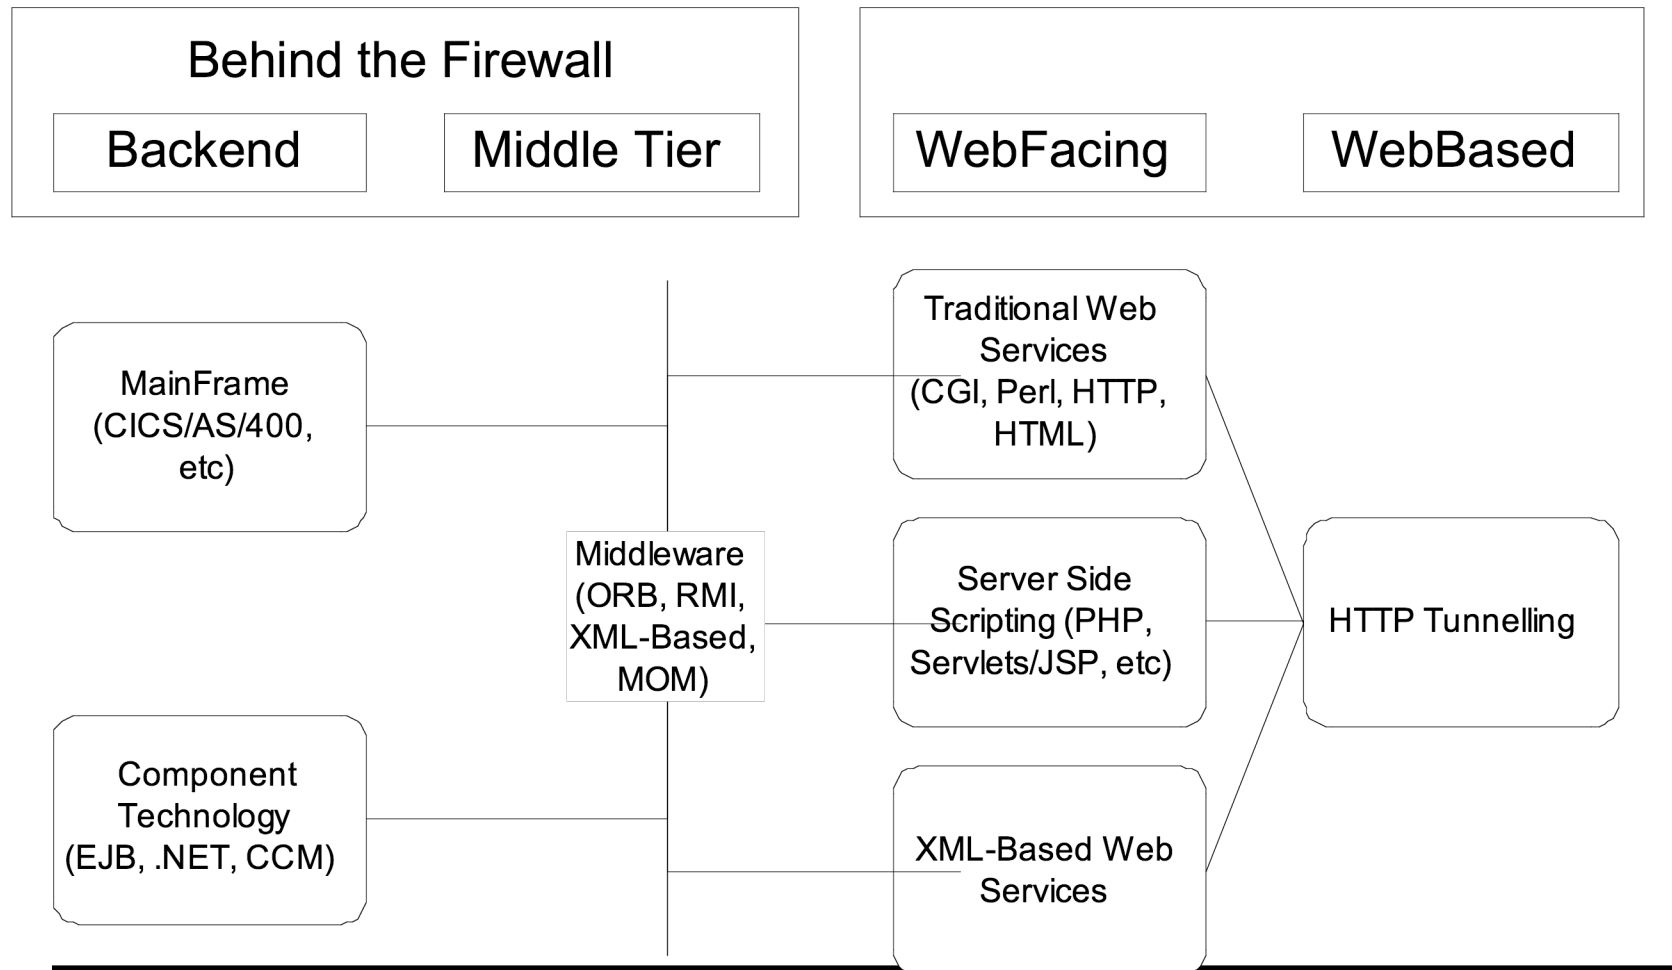 Behind the Firewall
Backend
Middle Tier
WebFacing
WebBased
MainFrame
(CICS/AS/400,
etc)
Component
Technology
(EJB, .NET, CCM)
Middleware
(ORB, RMI,
XML-Based,
MOM)
Traditional Web
Services
(CGI, Perl, HTTP,
HTML)
Server Side
Scripting (PHP,
Servlets/JSP, etc)
XML-Based Web
Services
HTTP Tunnelling